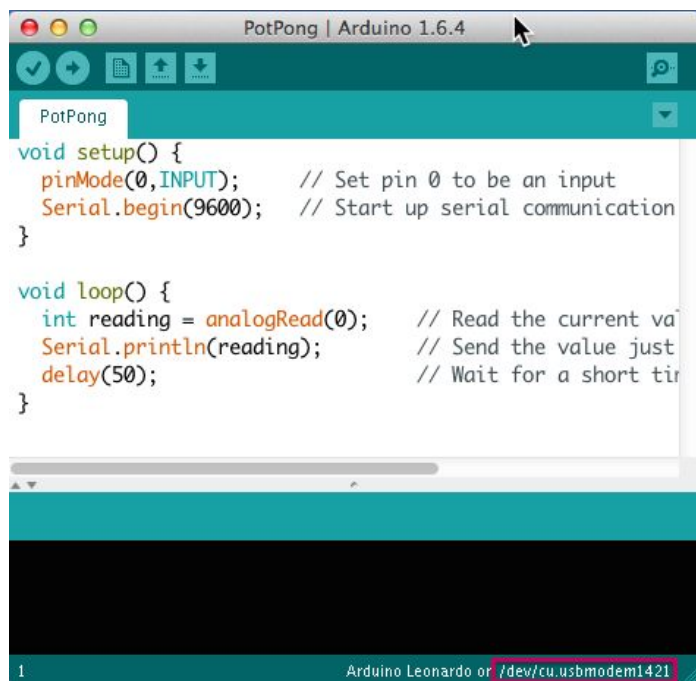 PotPong | Arduino 1.6.4
PotPong
void setup() {
  pinMode(0,INPUT);      // Set pin 0 to be an input
  Serial.begin(9600);   // Start up serial communication
}
void loop() {
  int reading = analogRead(0);     // Read the current val
  Serial.println(reading);         // Send the value just
  delay(50);                       // Wait for a short tim
}
1 Arduino Leonardo on /dev/cu.usbmodem1421